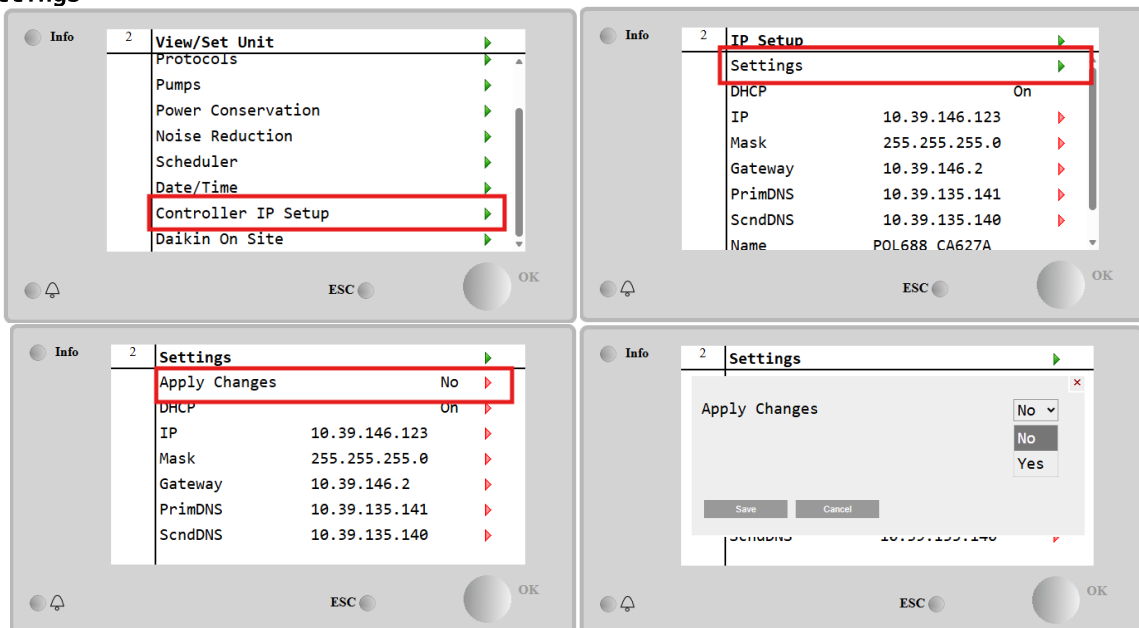 Info
2
View/Set Unit
Protocols
Pumps
Power Conservation
Noise Reduction
Scheduler
Date/Time
Controller IP Setup
Daikin On Site
ESC
OK
Info
2
IP Setup
Settings
DHCP On
IP 10.39.146.123
Mask 255.255.255.0
Gateway 10.39.146.2
PrimDNS 10.39.135.141
ScndDNS 10.39.135.140
Name POL688_CA627A
ESC
OK
Info
2
Settings
Apply Changes No
DHCP On
IP 10.39.146.123
Mask 255.255.255.0
Gateway 10.39.146.2
PrimDNS 10.39.135.141
ScndDNS 10.39.135.140
ESC
OK
Info
2
Settings
Apply Changes No
No
Yes
Save Cancel
ScndDNS 10.39.135.140
ESC
OK